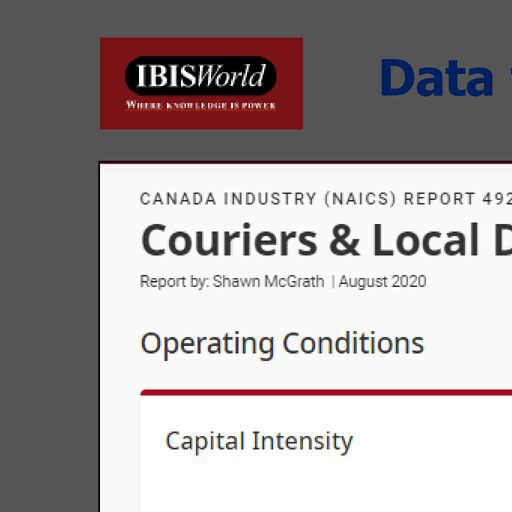 IBISWorld
WHERE KNOWLEDGE IS POWER
Data
CANADA INDUSTRY (NAICS) REPORT 492
Couriers & Local D
Report by: Shawn McGrath | August 2020
Operating Conditions
Capital Intensity